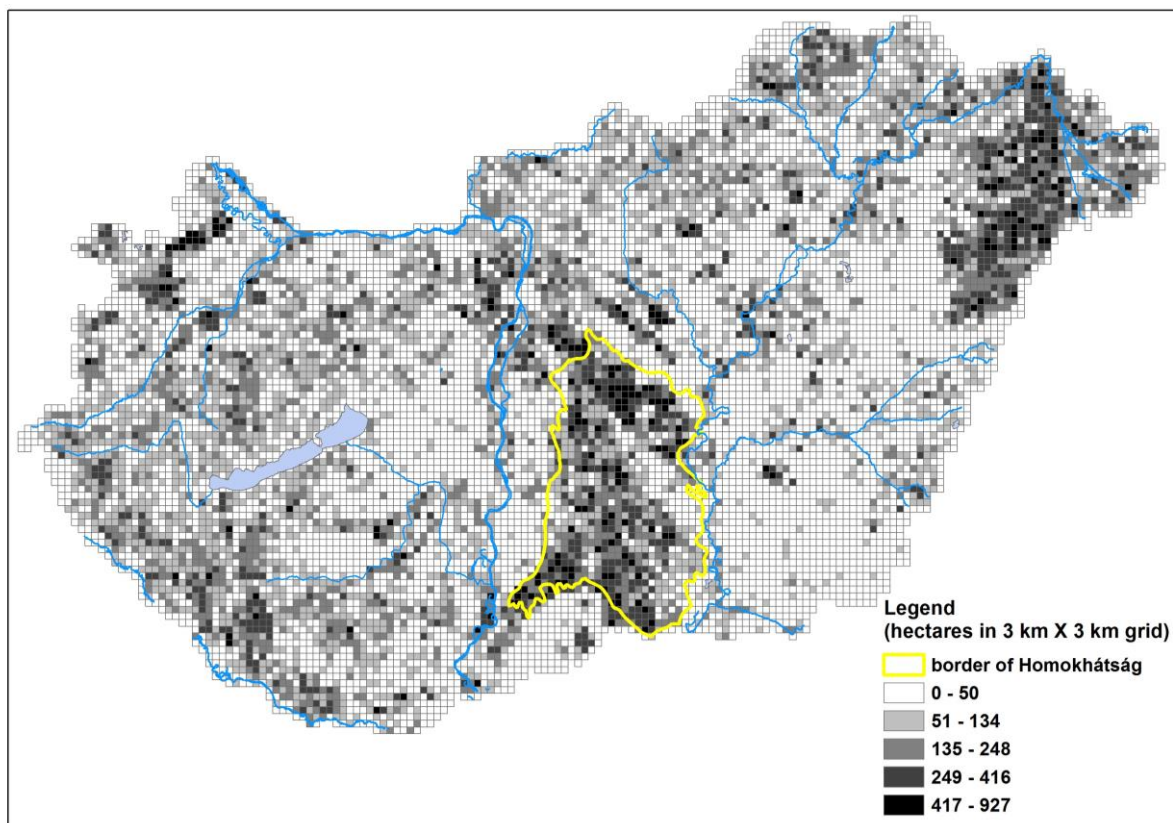 Legend
(hectares in 3 km X 3 km grid)
border of Homokhátság
0 - 50
51 - 134
135 - 248
249 - 416
417 - 927